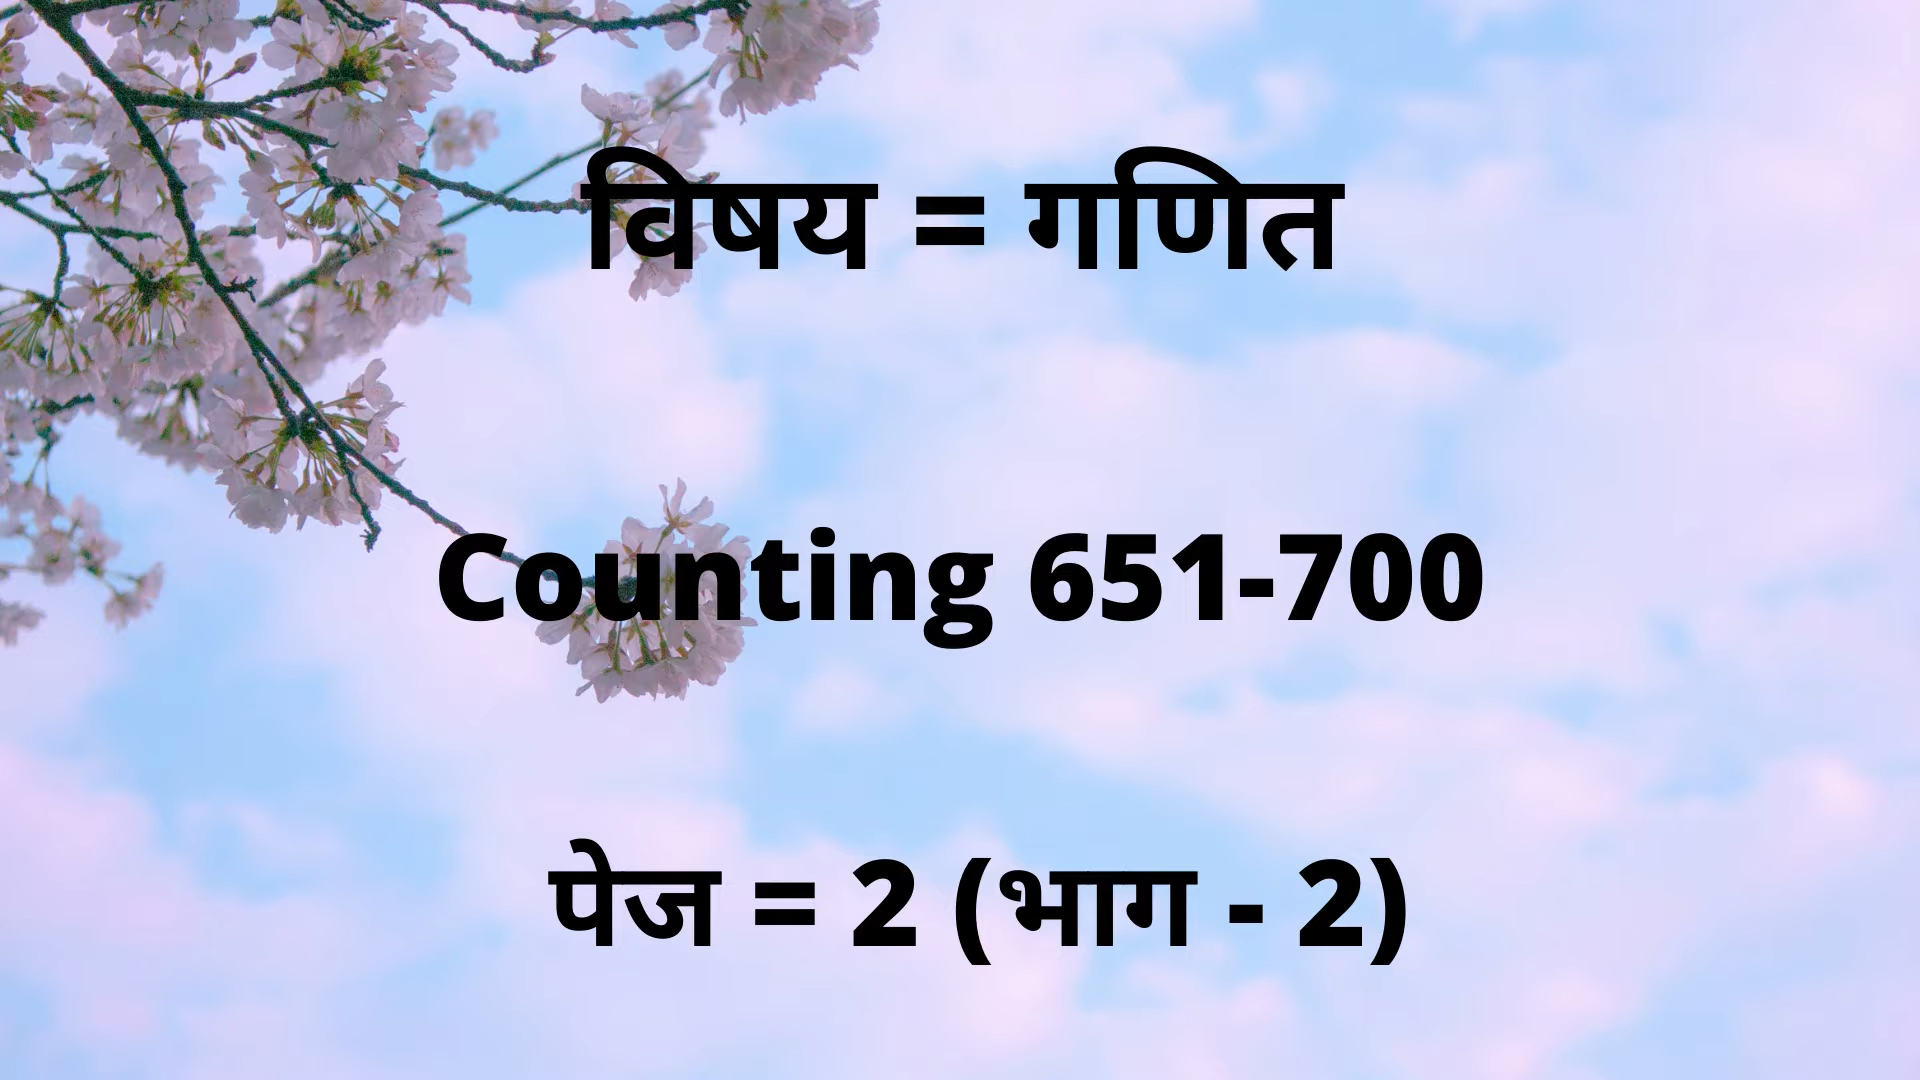 विषय = गणित
Counting 651-700
पेज = 2 (भाग - 2)